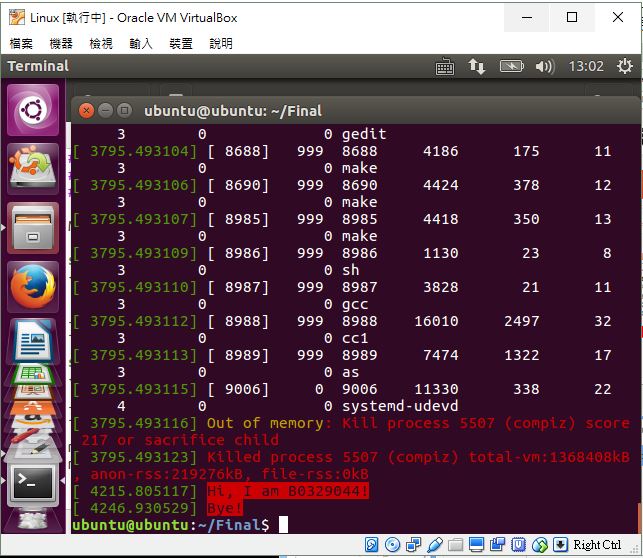 Linux [執行中] - Oracle VM VirtualBox
檔案 機器 檢視 輸入 裝置 說明
Terminal 13:02
ubuntu@ubuntu: ~/Final
3 0 0 gedit
[ 3795.493104] [ 8688] 999 8688 4186 175 11
3 0 0 make
[ 3795.493106] [ 8690] 999 8690 4424 378 12
3 0 0 make
[ 3795.493107] [ 8985] 999 8985 4418 350 13
3 0 0 make
[ 3795.493109] [ 8986] 999 8986 1130 23 8
3 0 0 sh
[ 3795.493110] [ 8987] 999 8987 3828 21 11
3 0 0 gcc
[ 3795.493112] [ 8988] 999 8988 16010 2497 32
3 0 0 cc1
[ 3795.493113] [ 8989] 999 8989 7474 1322 17
3 0 0 as
[ 3795.493115] [ 9006] 0 9006 11330 338 22
4 0 0 systemd-udevd
[ 3795.493116] Out of memory: Kill process 5507 (compiz) score
217 or sacrifice child
[ 3795.493123] Killed process 5507 (compiz) total-vm:1368408kB
, anon-rss:219276kB, file-rss:0kB
[ 4215.805117] Hi, I am B0329044!
[ 4246.930529] Bye!
ubuntu@ubuntu:~/Final$
Right Ctrl